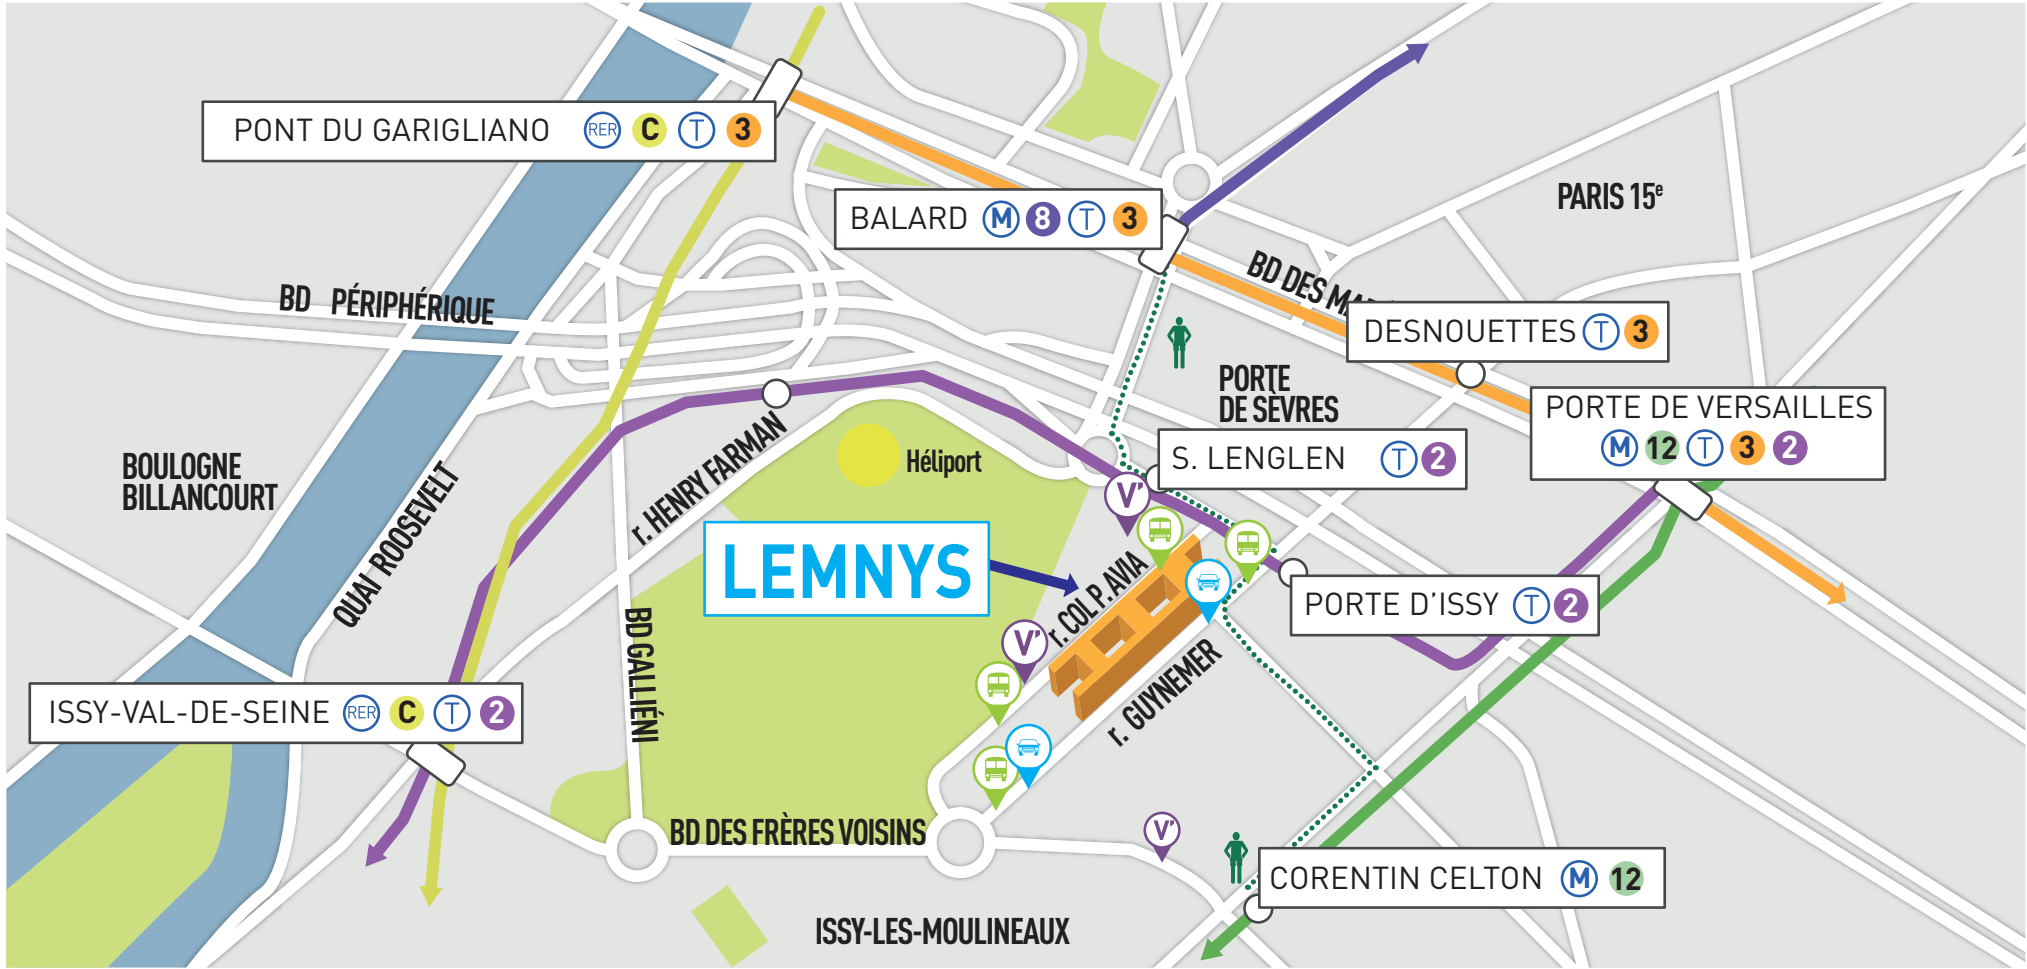 PONT DU GARIGLIANO RER C T 3
BALARD M 8 T 3
PARIS 15e
BD PÉRIPHÉRIQUE
BD DES MA
DESNOUETTES T 3
PORTE
DE SÈVRES
PORTE DE VERSAILLES
M 12 T 3 2
BOULOGNE
BILLANCOURT
QUAI ROOSEVELT
r. HENRY FARMAN
Héliport
S. LENGLEN T 2
V'
LEMNYS
r. COL P. AVIA
PORTE D'ISSY T 2
V'
BD GALLIÉNI
r. GUYNEMER
ISSY-VAL-DE-SEINE RER C T 2
BD DES FRÈRES VOISINS
V'
CORENTIN CELTON M 12
ISSY-LES-MOULINEAUX